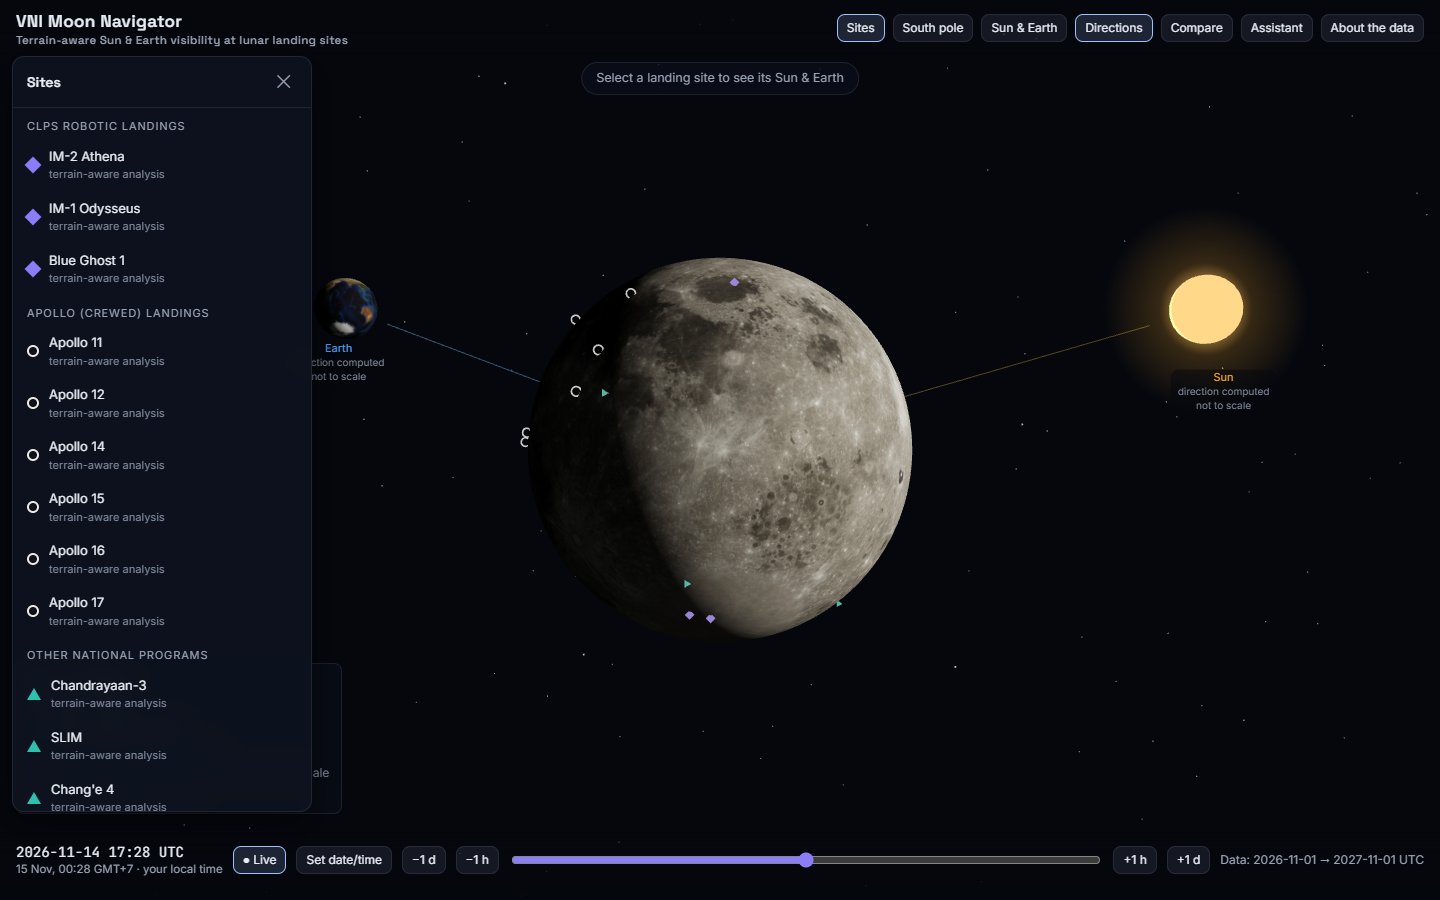 VNI Moon Navigator
Terrain-aware Sun & Earth visibility at lunar landing sites
Sites
South pole
Sun & Earth
Directions
Compare
Assistant
About the data
Select a landing site to see its Sun & Earth
Sites
CLPS ROBOTIC LANDINGS
IM-2 Athena
terrain-aware analysis
IM-1 Odysseus
terrain-aware analysis
Blue Ghost 1
terrain-aware analysis
APOLLO (CREWED) LANDINGS
Apollo 11
terrain-aware analysis
Apollo 12
terrain-aware analysis
Apollo 14
terrain-aware analysis
Apollo 15
terrain-aware analysis
Apollo 16
terrain-aware analysis
Apollo 17
terrain-aware analysis
OTHER NATIONAL PROGRAMS
Chandrayaan-3
terrain-aware analysis
SLIM
terrain-aware analysis
Chang'e 4
terrain-aware analysis
Earth
computed
not to scale
Sun
direction computed
not to scale
2026-11-14 17:28 UTC
15 Nov, 00:28 GMT+7 · your local time
● Live
Set date/time
−1 d
−1 h
+1 h
+1 d
Data: 2026-11-01 → 2027-11-01 UTC